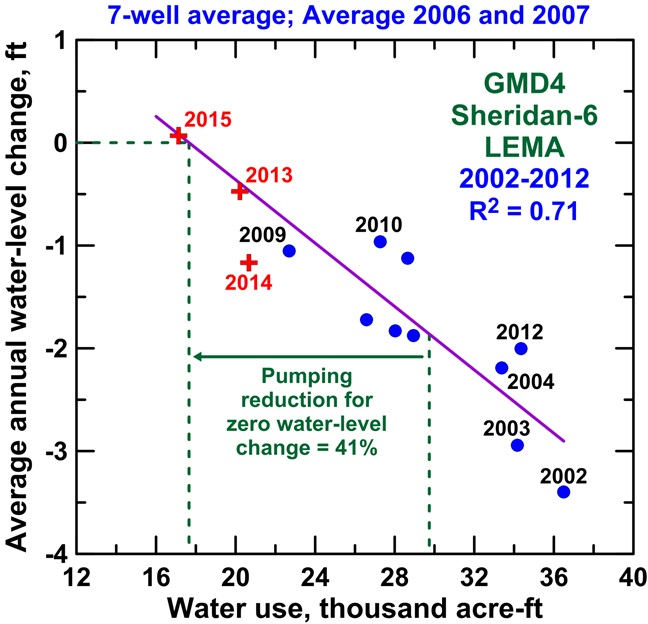 7-well average; Average 2006 and 2007
Average annual water-level change, ft
1
0
-1
-2
-3
-4
GMD4
Sheridan-6
LEMA
2002-2012
R² = 0.71
2015
2013
2009
2010
2014
2012
2004
2003
2002
Pumping
reduction for
zero water-level
change = 41%
12 16 20 24 28 32 36 40
Water use, thousand acre-ft